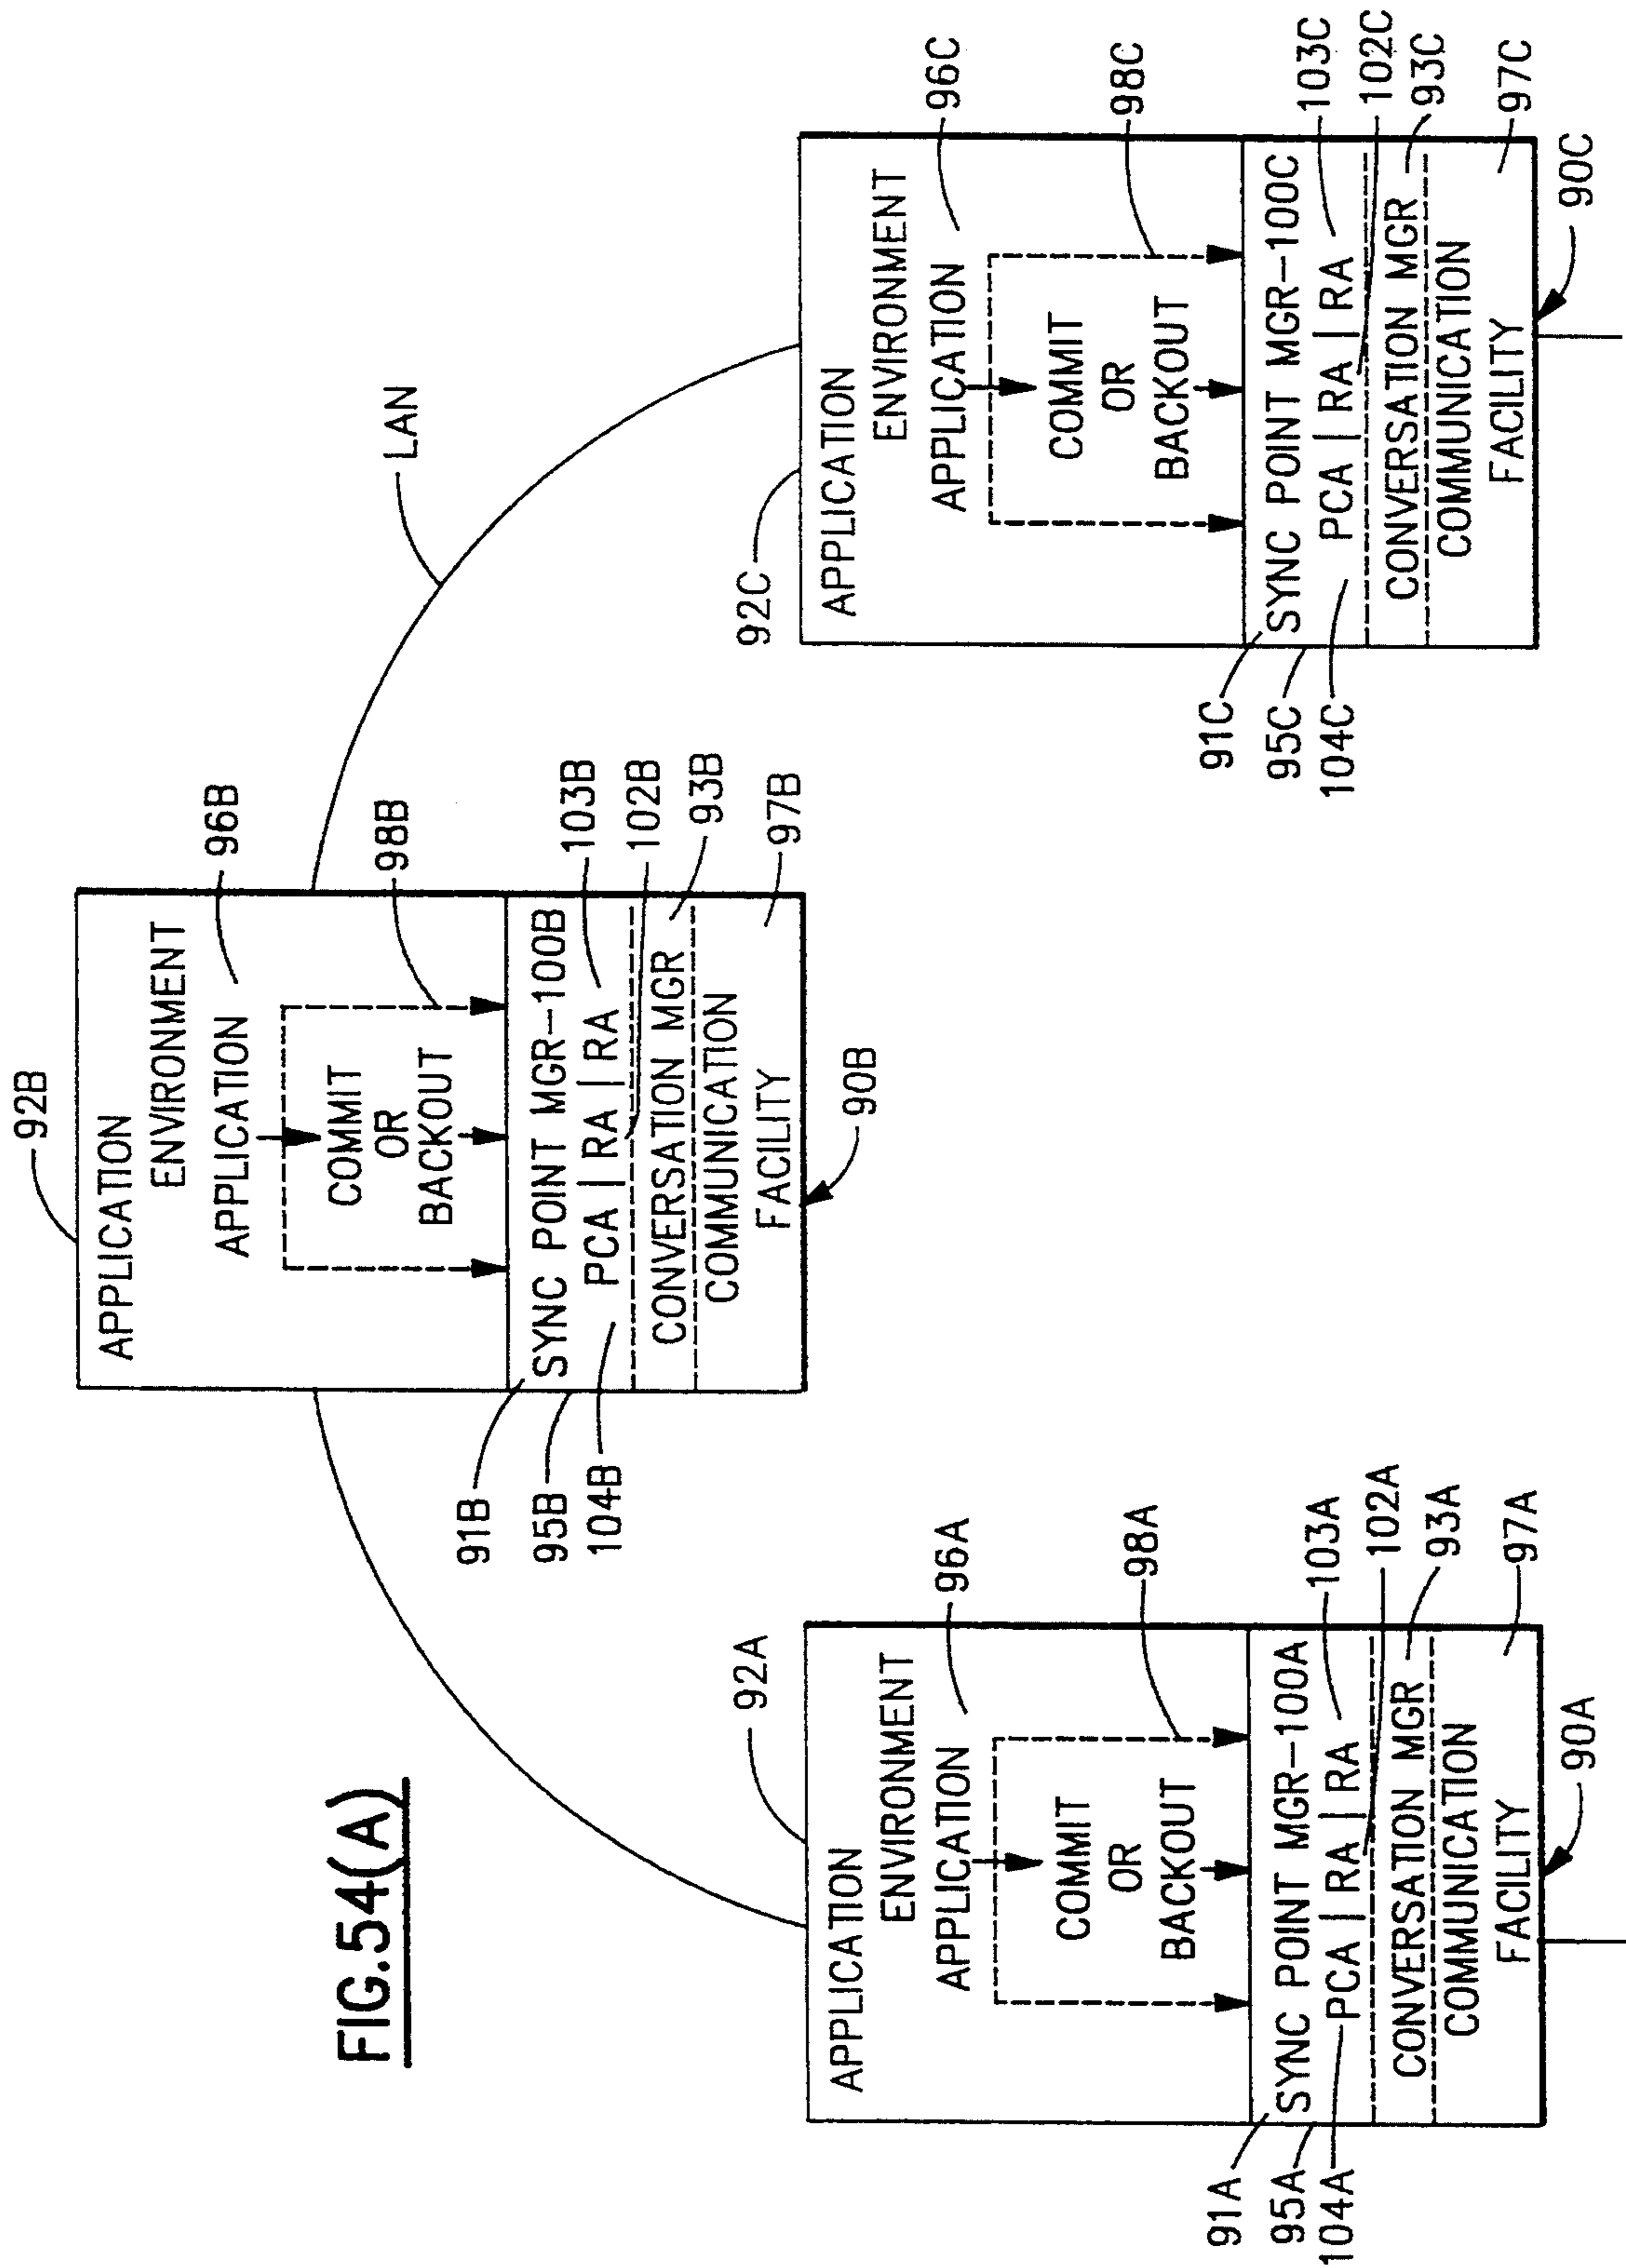 FIG.54(A)
LAN
92B
APPLICATION
ENVIRONMENT
96B
APPLICATION
98B
COMMIT
OR
BACKOUT
91B
SYNC POINT MGR-100B
95B
104B
PCA | RA | RA
103B
102B
CONVERSATION MGR
93B
COMMUNICATION
FACILITY
97B
90B
92A
APPLICATION
ENVIRONMENT
96A
APPLICATION
98A
COMMIT
OR
BACKOUT
91A
SYNC POINT MGR-100A
95A
104A
PCA | RA | RA
103A
102A
CONVERSATION MGR
93A
COMMUNICATION
FACILITY
97A
90A
92C
APPLICATION
ENVIRONMENT
96C
APPLICATION
98C
COMMIT
OR
BACKOUT
91C
SYNC POINT MGR-100C
95C
104C
PCA | RA | RA
103C
102C
CONVERSATION MGR
93C
COMMUNICATION
FACILITY
97C
90C